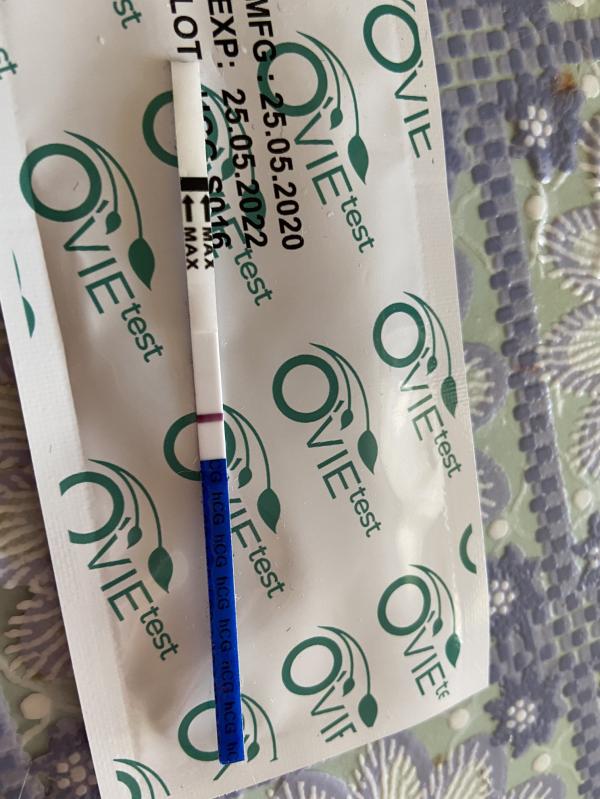 MFG : 25.05.2020
EXP: 25.05.2022
LOT
MAX
MAX
hCG hCG hCG hCG hCG hCG
OVIE test
OVIE test
OVIE test
OVIE test
OVIE test
OVIE test
OVIE